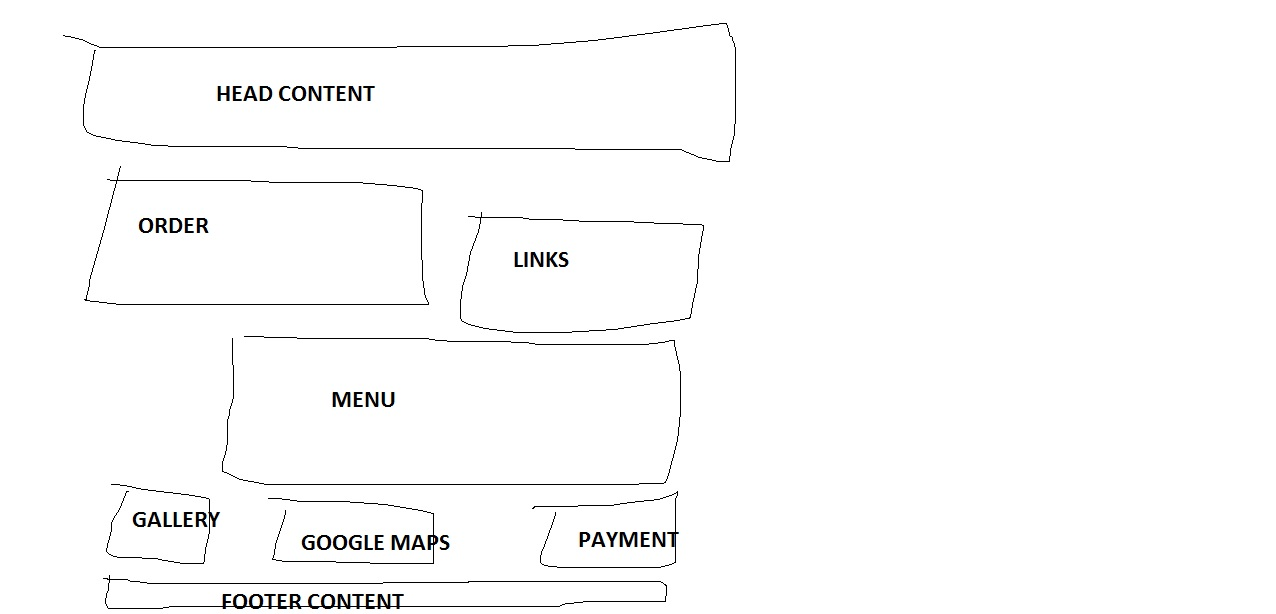 HEAD CONTENT
ORDER
LINKS
MENU
GALLERY
GOOGLE MAPS
PAYMENT
FOOTER CONTENT